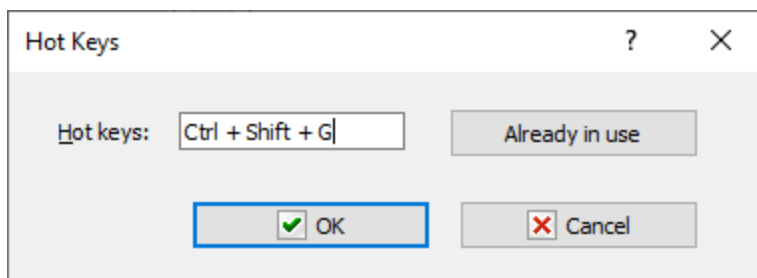 Hot Keys ?
Hot keys: Ctrl + Shift + G Already in use
OK Cancel